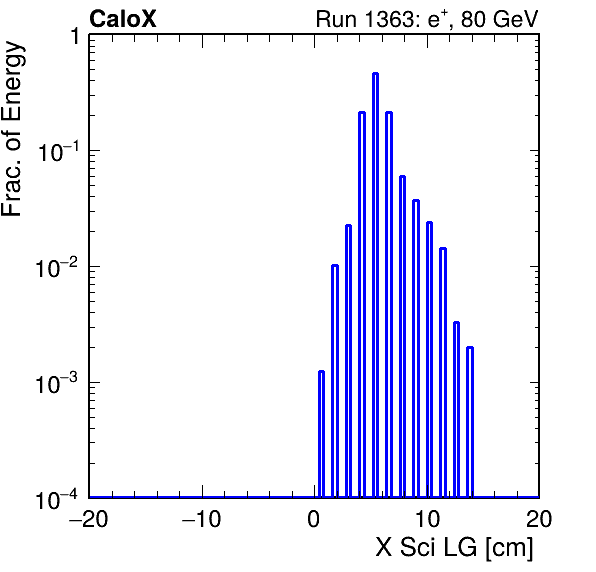 CaloX Run 1363: e⁺, 80 GeV
Frac. of Energy
1
10⁻¹
10⁻²
10⁻³
10⁻⁴
−20 −10 0 10 20
X Sci LG [cm]